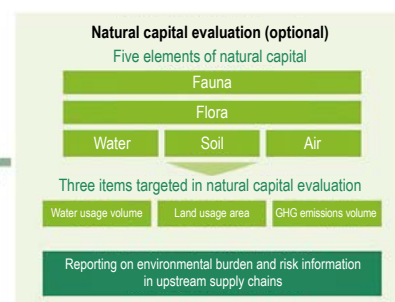 Natural capital evaluation (optional)
Five elements of natural capital
Fauna
Flora
Water Soil Air
Three items targeted in natural capital evaluation
Water usage volume Land usage area GHG emissions volume
Reporting on environmental burden and risk information
in upstream supply chains